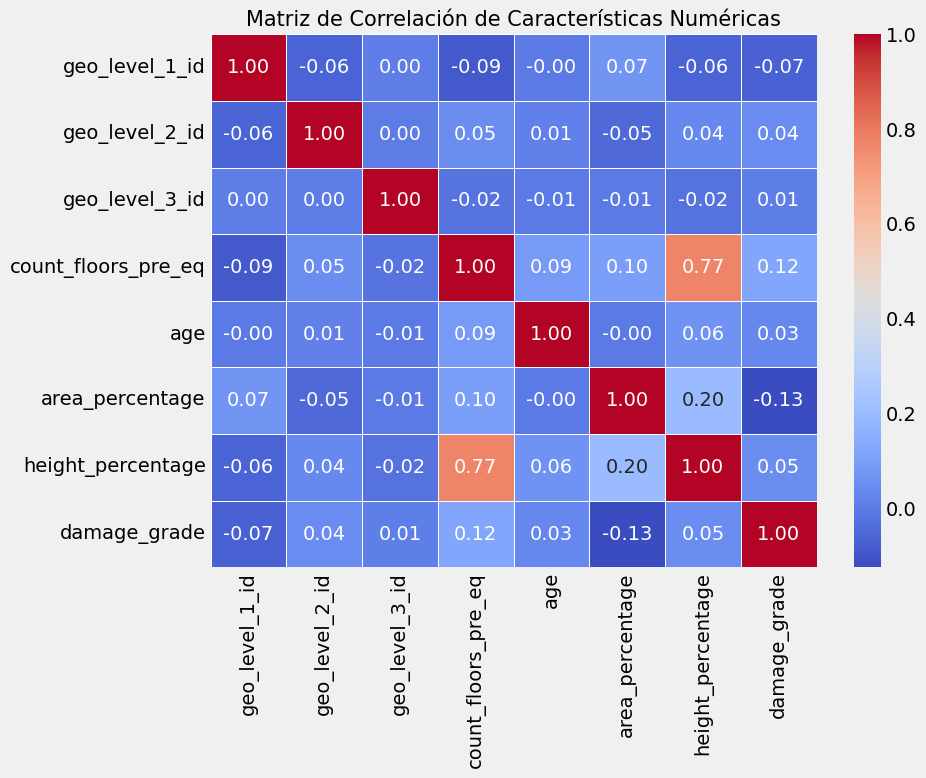 Matriz de Correlación de Características Numéricas
geo_level_1_id 1.00 -0.06 0.00 -0.09 -0.00 0.07 -0.06 -0.07
geo_level_2_id -0.06 1.00 0.00 0.05 0.01 -0.05 0.04 0.04
geo_level_3_id 0.00 0.00 1.00 -0.02 -0.01 -0.01 -0.02 0.01
count_floors_pre_eq -0.09 0.05 -0.02 1.00 0.09 0.10 0.77 0.12
age -0.00 0.01 -0.01 0.09 1.00 -0.00 0.06 0.03
area_percentage 0.07 -0.05 -0.01 0.10 -0.00 1.00 0.20 -0.13
height_percentage -0.06 0.04 -0.02 0.77 0.06 0.20 1.00 0.05
damage_grade -0.07 0.04 0.01 0.12 0.03 -0.13 0.05 1.00
geo_level_1_id
geo_level_2_id
geo_level_3_id
count_floors_pre_eq
age
area_percentage
height_percentage
damage_grade
1.0
0.8
0.6
0.4
0.2
0.0